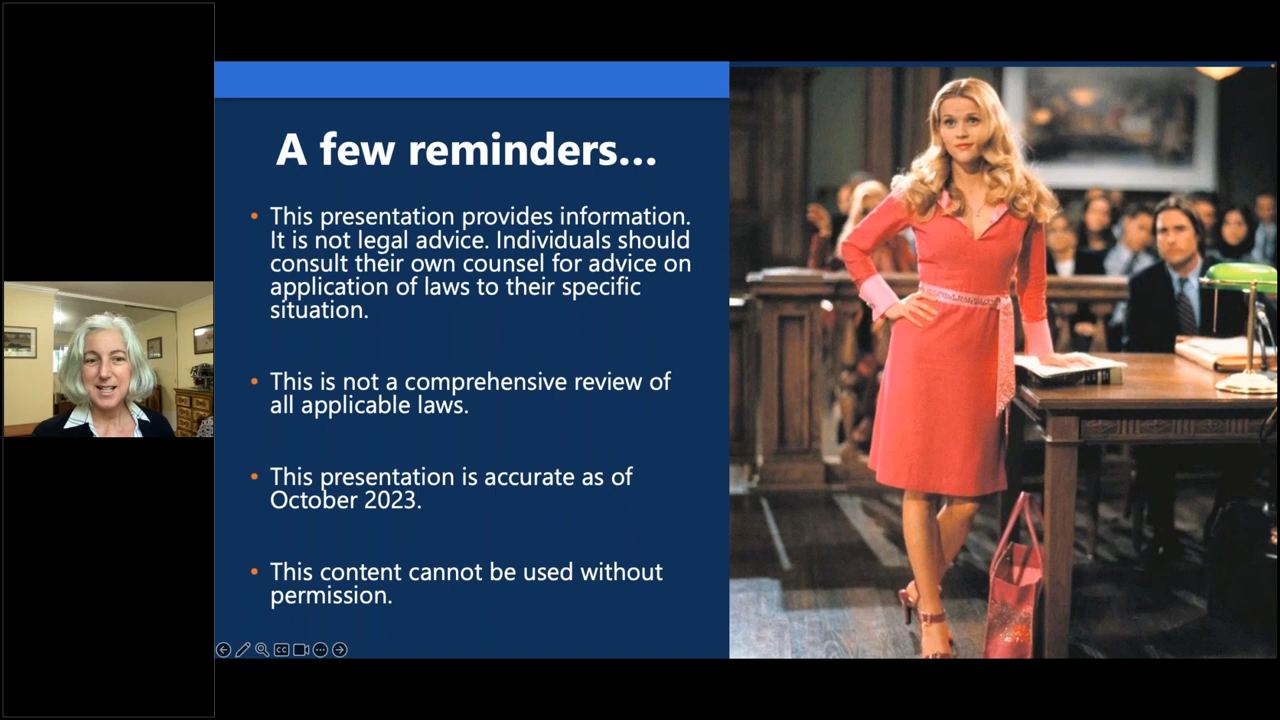 A few reminders...
• This presentation provides information.
It is not legal advice. Individuals should
consult their own counsel for advice on
application of laws to their specific
situation.
• This is not a comprehensive review of
all applicable laws.
• This presentation is accurate as of
October 2023.
• This content cannot be used without
permission.
CC